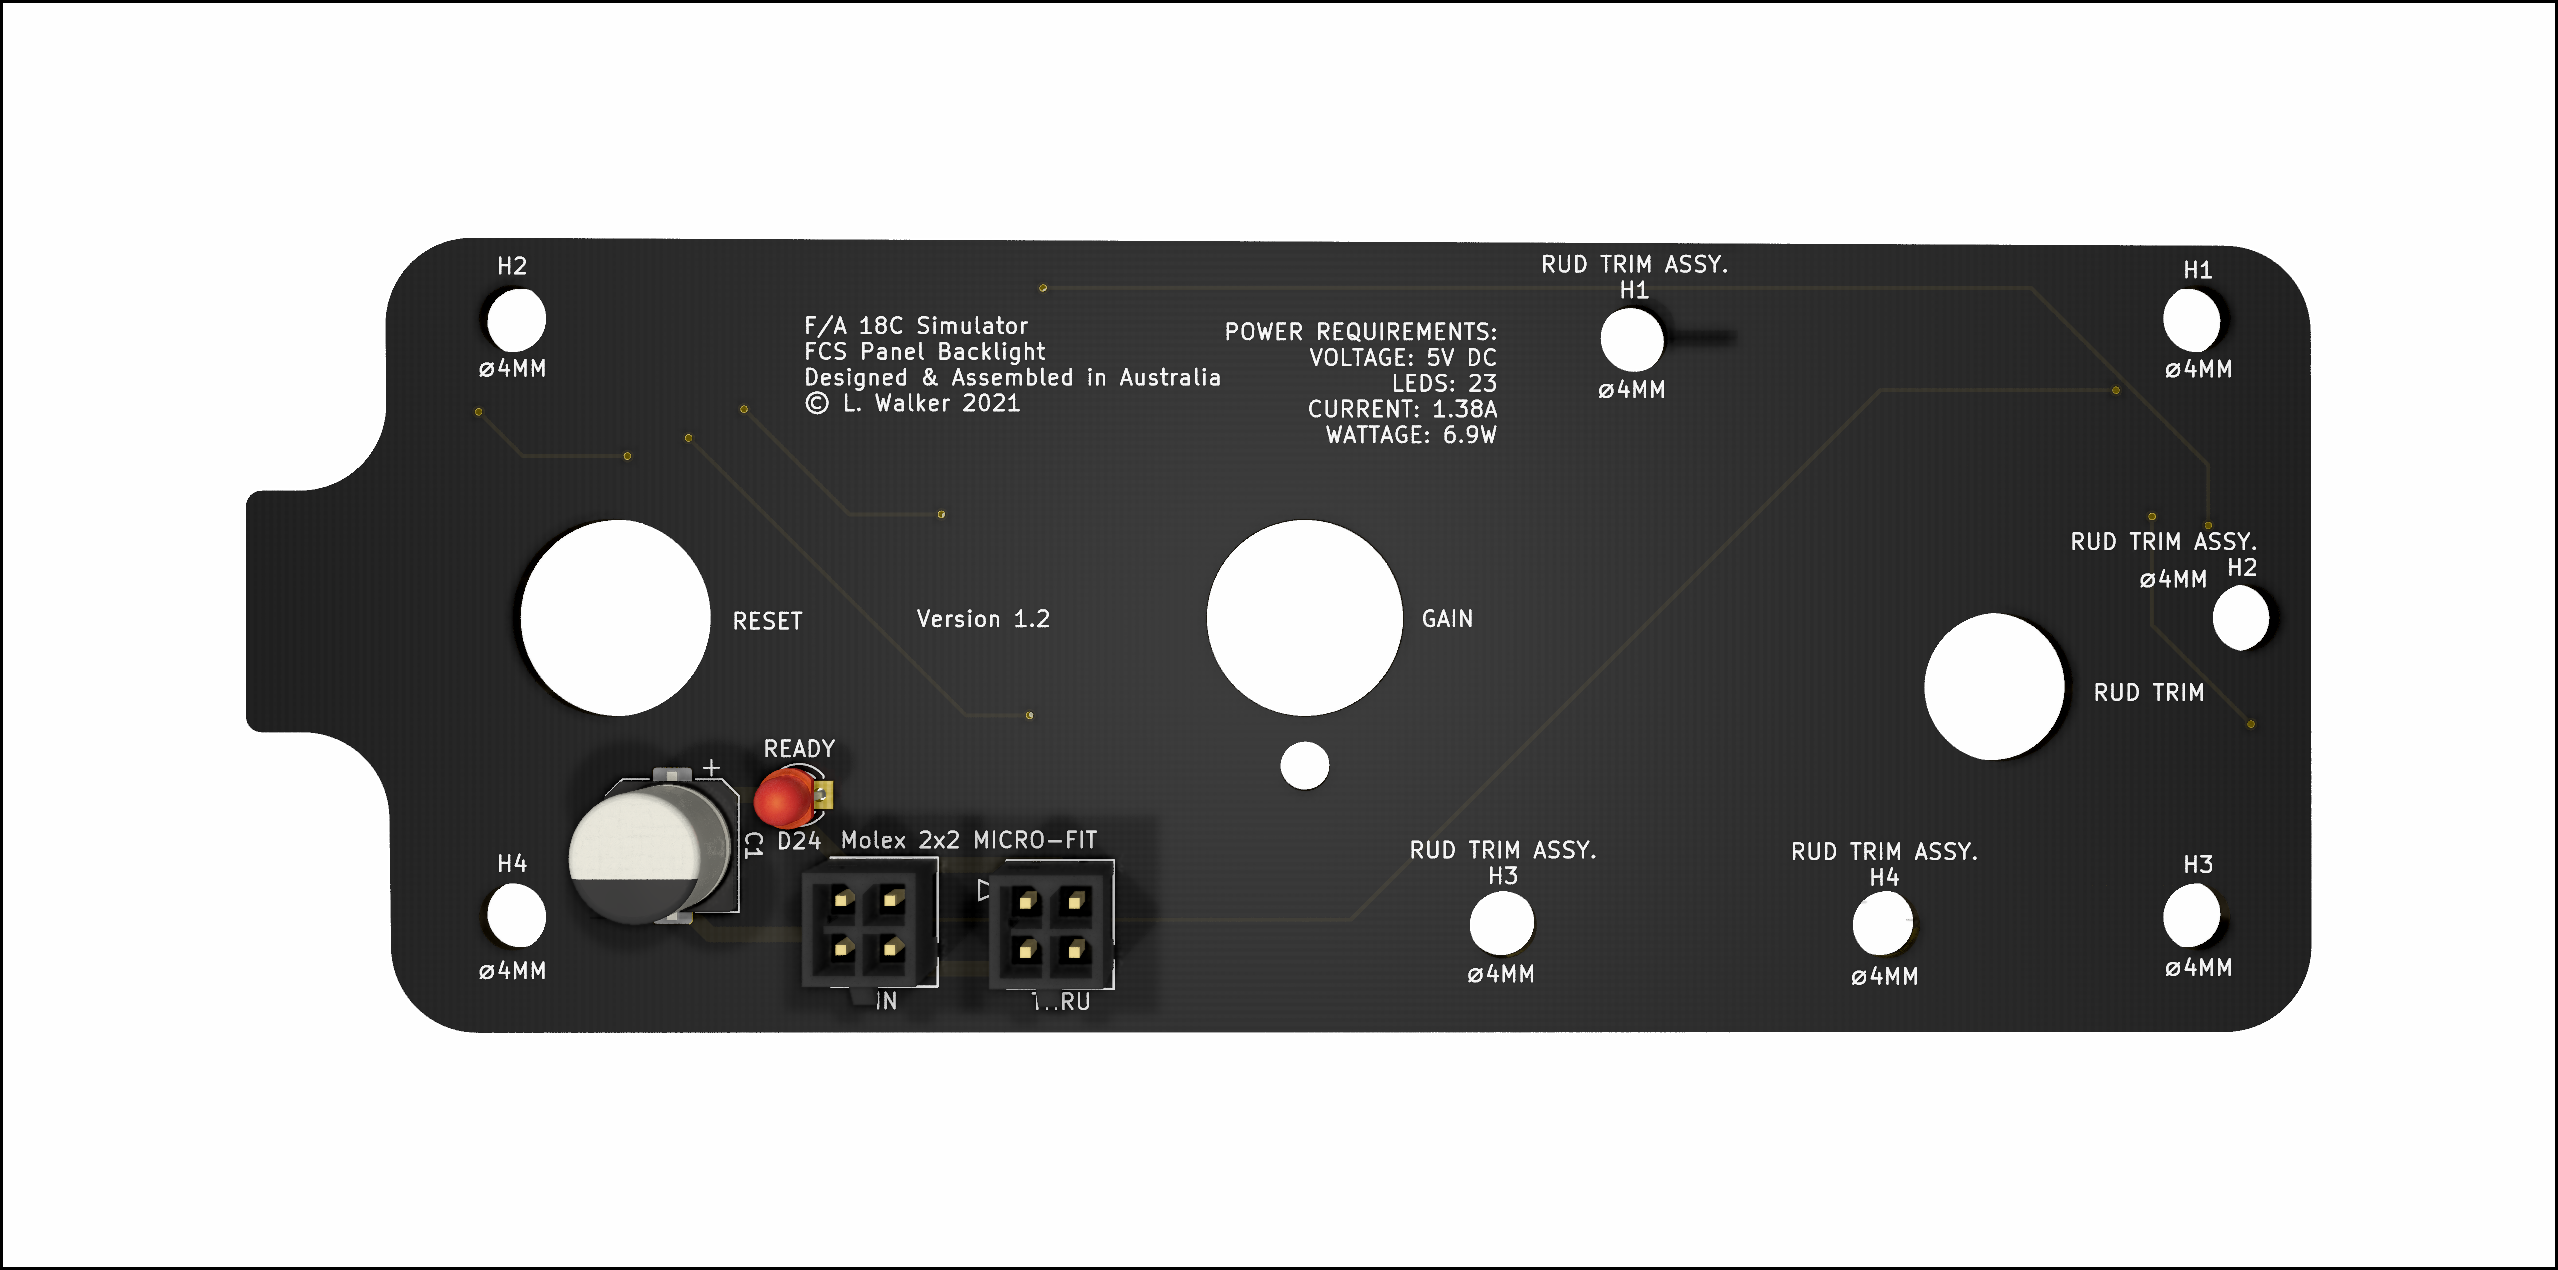 H2
ø4MM
F/A 18C Simulator
FCS Panel Backlight
Designed & Assembled in Australia
© L. Walker 2021
POWER REQUIREMENTS:
VOLTAGE: 5V DC
LEDS: 23
CURRENT: 1.38A
WATTAGE: 6.9W
RUD TRIM ASSY.
H1
ø4MM
H1
ø4MM
RUD TRIM ASSY.
H2
ø4MM
RESET
Version 1.2
GAIN
RUD TRIM
READY
+
C1
D24
Molex 2x2 MICRO-FIT
IN
H4
ø4MM
RUD TRIM ASSY.
H3
ø4MM
RUD TRIM ASSY.
H4
ø4MM
H3
ø4MM